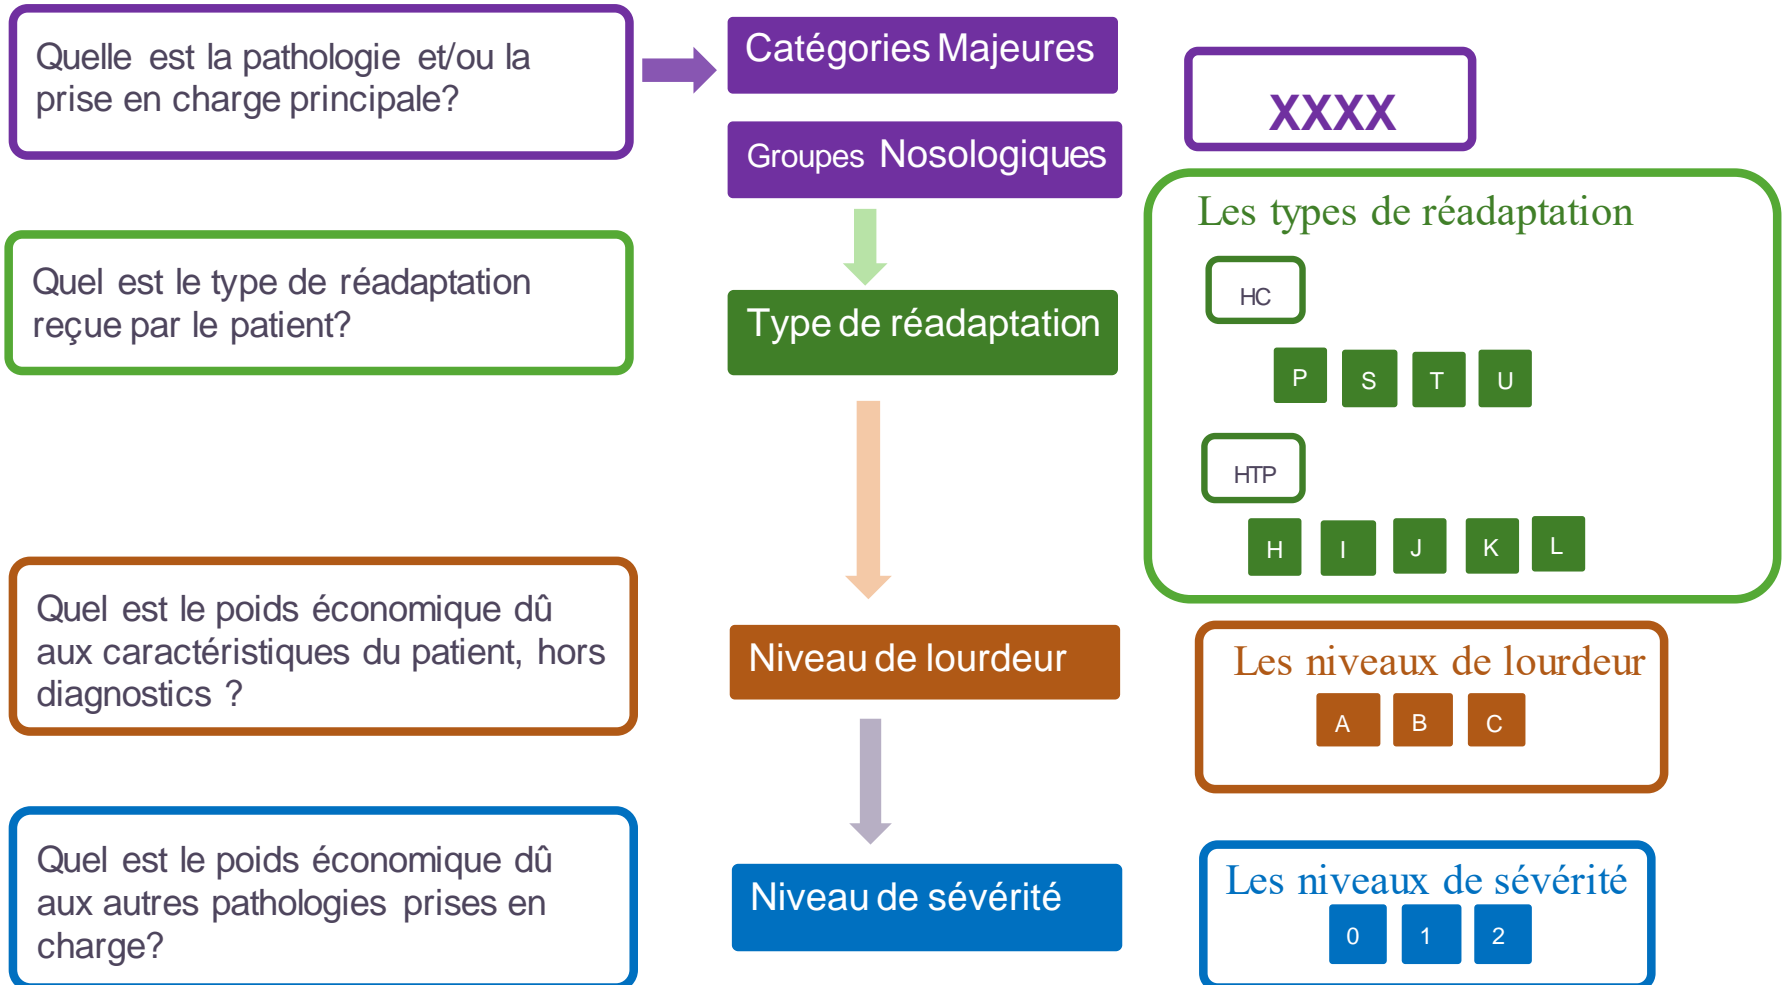 Quelle est la pathologie et/ou la
prise en charge principale?
Catégories Majeures
Groupes Nosologiques
XXXX
Quel est le type de réadaptation
reçue par le patient?
Type de réadaptation
Les types de réadaptation
HC
P S T U
HTP
H I J K L
Quel est le poids économique dû
aux caractéristiques du patient, hors
diagnostics ?
Niveau de lourdeur
Les niveaux de lourdeur
A B C
Quel est le poids économique dû
aux autres pathologies prises en
charge?
Niveau de sévérité
Les niveaux de sévérité
0 1 2